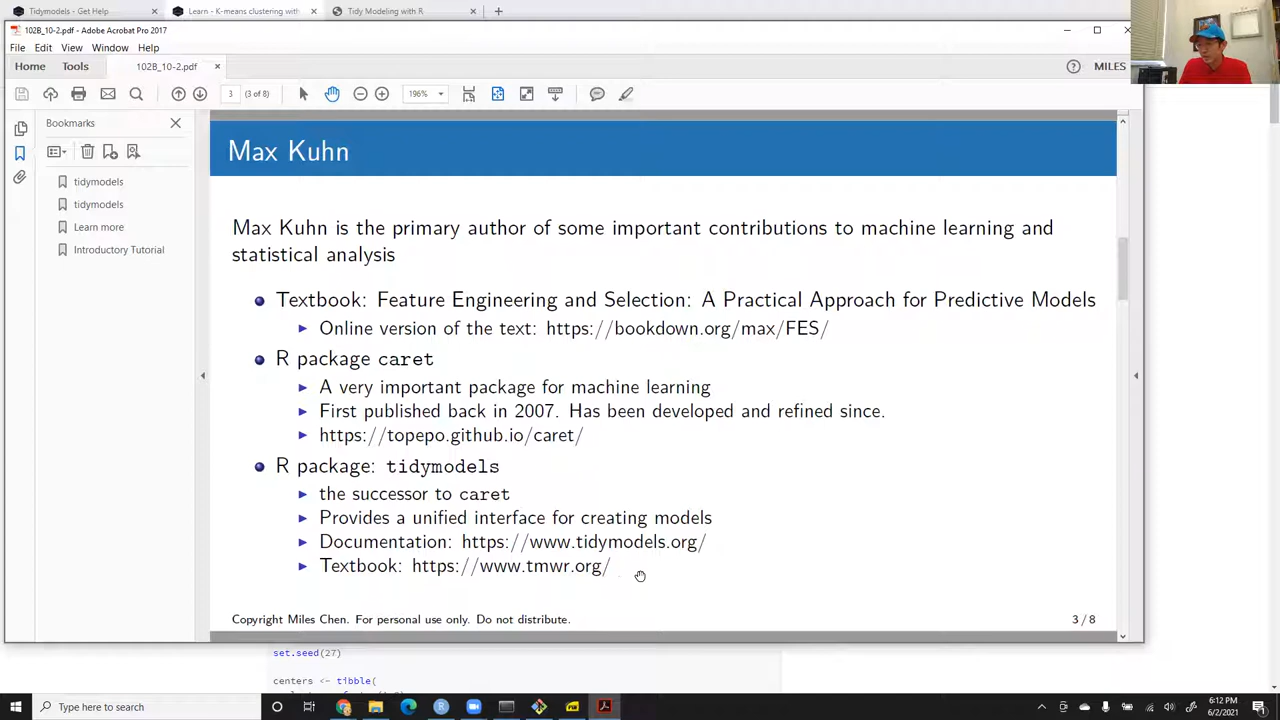 Tidymodels - Get Help
Learn - K-means clustering with
Tidy Modeling with R
102B_10-2.pdf - Adobe Acrobat Pro 2017
File Edit View Window Help
Home Tools 102B_10-2.pdf MILES
3 (3 of 8) 196%
Bookmarks
tidymodels
tidymodels
Learn more
Introductory Tutorial
Max Kuhn
Max Kuhn is the primary author of some important contributions to machine learning and
statistical analysis
Textbook: Feature Engineering and Selection: A Practical Approach for Predictive Models
Online version of the text: https://bookdown.org/max/FES/
R package caret
A very important package for machine learning
First published back in 2007. Has been developed and refined since.
https://topepo.github.io/caret/
R package: tidymodels
the successor to caret
Provides a unified interface for creating models
Documentation: https://www.tidymodels.org/
Textbook: https://www.tmwr.org/
Copyright Miles Chen. For personal use only. Do not distribute. 3 / 8
set.seed(27)
centers <- tibble(
Type here to search
6:12 PM
6/2/2021